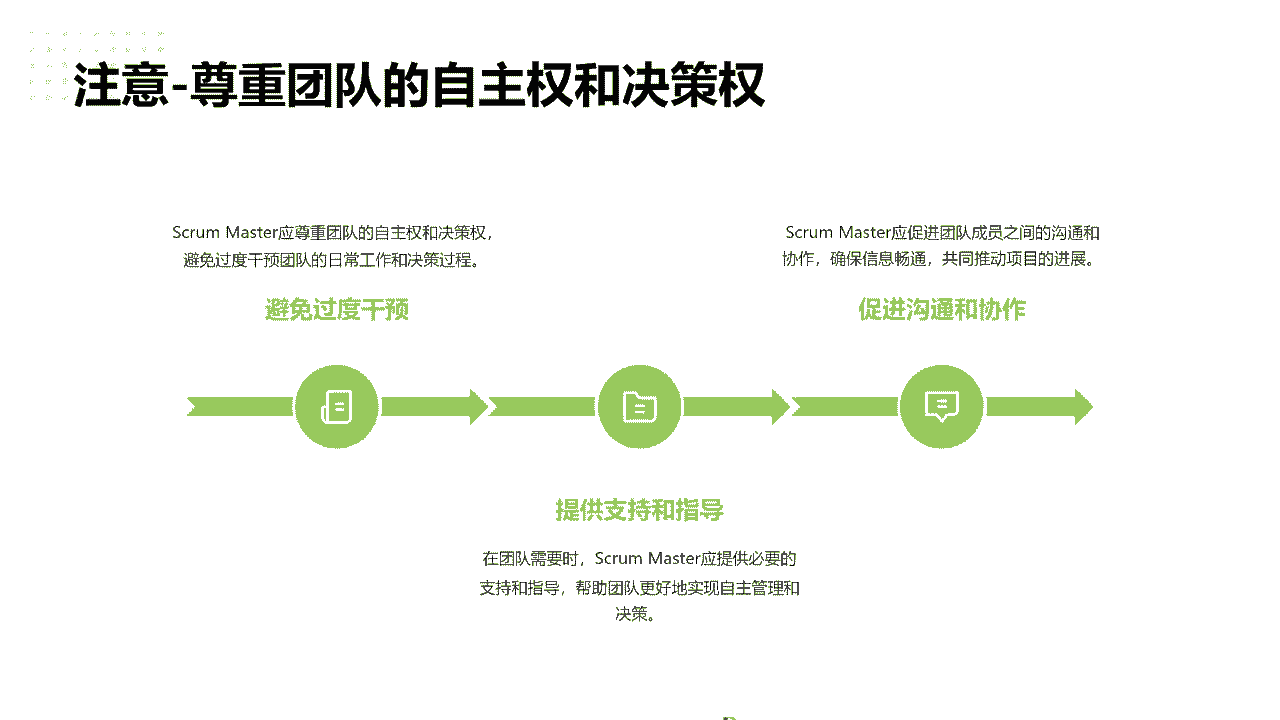 注意-尊重团队的自主权和决策权
Scrum Master应尊重团队的自主权和决策权，
避免过度干预团队的日常工作和决策过程。
避免过度干预
提供支持和指导
在团队需要时，Scrum Master应提供必要的
支持和指导，帮助团队更好地实现自主管理和
决策。
Scrum Master应促进团队成员之间的沟通和
协作，确保信息畅通，共同推动项目的进展。
促进沟通和协作